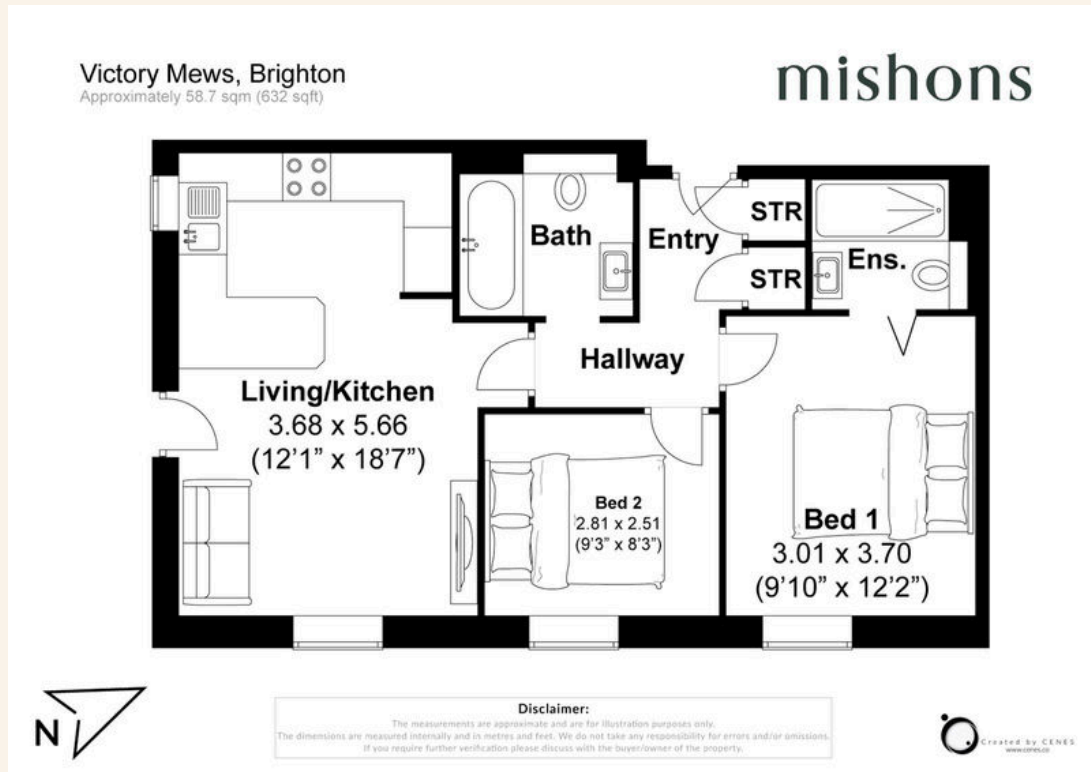 Victory Mews, Brighton
Approximately 58.7 sqm (632 sqft)
mishons
Bath
Entry
STR
STR
Ens.
Hallway
Living/Kitchen
3.68 x 5.66
(12'1" x 18'7")
Bed 2
2.81 x 2.51
(9'3" x 8'3")
Bed 1
3.01 x 3.70
(9'10" x 12'2")
N
Disclaimer:
The measurements are approximate and are for illustration purposes only.
The dimensions are measured internally and in metres and feet. We do not take any responsibility for errors and/or omissions.
If you require further verification please discuss with the buyer/owner of the property.
Created by CENES
www.cenes.co